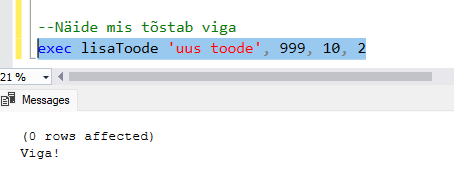 --Näide mis tõstab viga
exec lisaToode 'uus toode', 999, 10, 2
21 %
Messages
(0 rows affected)
Viga!